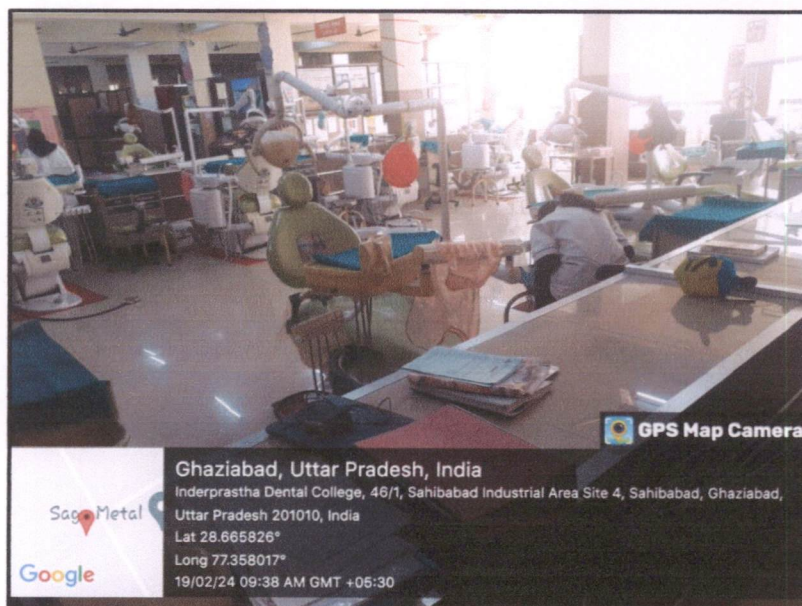 GPS Map Camera
Ghaziabad, Uttar Pradesh, India
Inderprastha Dental College, 46/1, Sahibabad Industrial Area Site 4, Sahibabad, Ghaziabad,
Uttar Pradesh 201010, India
Lat 28.665826°
Long 77.358017°
19/02/24 09:38 AM GMT +05:30
Sago Metal
Google